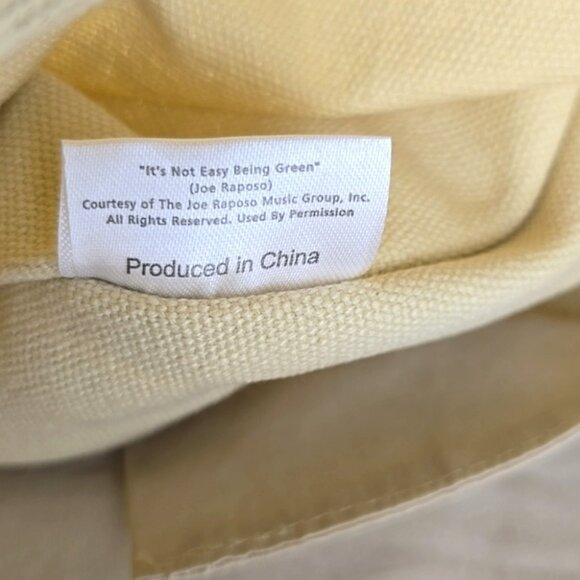 "It's Not Easy Being Green"
(Joe Raposo)
Courtesy of The Joe Raposo Music Group, Inc.
All Rights Reserved. Used By Permission
Produced in China